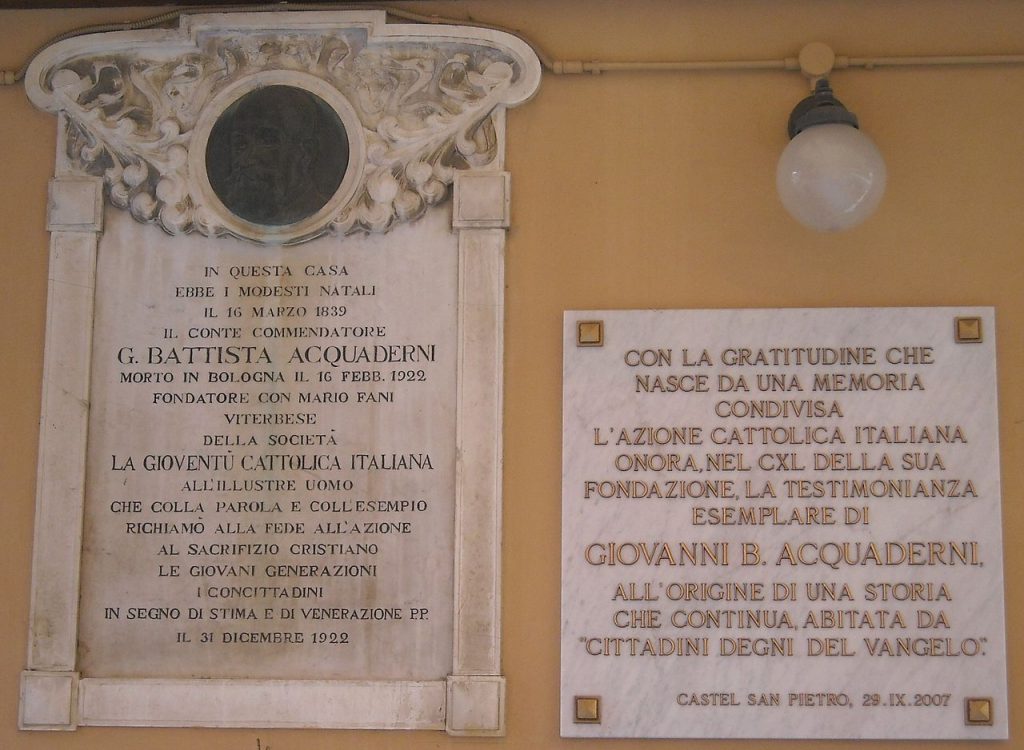 IN QUESTA CASA
EBBE I MODESTI NATALI
IL 16 MARZO 1839
IL CONTE COMMENDATORE
G. BATTISTA ACQUADERNI
MORTO IN BOLOGNA IL 16 FEBB. 1922
FONDATORE CON MARIO FANI
VITERBESE
DELLA SOCIETÀ
LA GIOVENTÙ CATTOLICA ITALIANA
ALL'ILLUSTRE UOMO
CHE COLLA PAROLA E COLL'ESEMPIO
RICHIAMÒ ALLA FEDE ALL'AZIONE
AL SACRIFIZIO CRISTIANO
LE GIOVANI GENERAZIONI
I CONCITTADINI
IN SEGNO DI STIMA E DI VENERAZIONE P.P.
IL 31 DICEMBRE 1922
CON LA GRATITUDINE CHE
NASCE DA UNA MEMORIA
CONDIVISA
L'AZIONE CATTOLICA ITALIANA
ONORA, NEL CXL DELLA SUA
FONDAZIONE, LA TESTIMONIANZA
ESEMPLARE DI
GIOVANNI B. ACQUADERNI,
ALL'ORIGINE DI UNA STORIA
CHE CONTINUA, ABITATA DA
"CITTADINI DEGNI DEL VANGELO".
CASTEL SAN PIETRO, 29.IX.2007